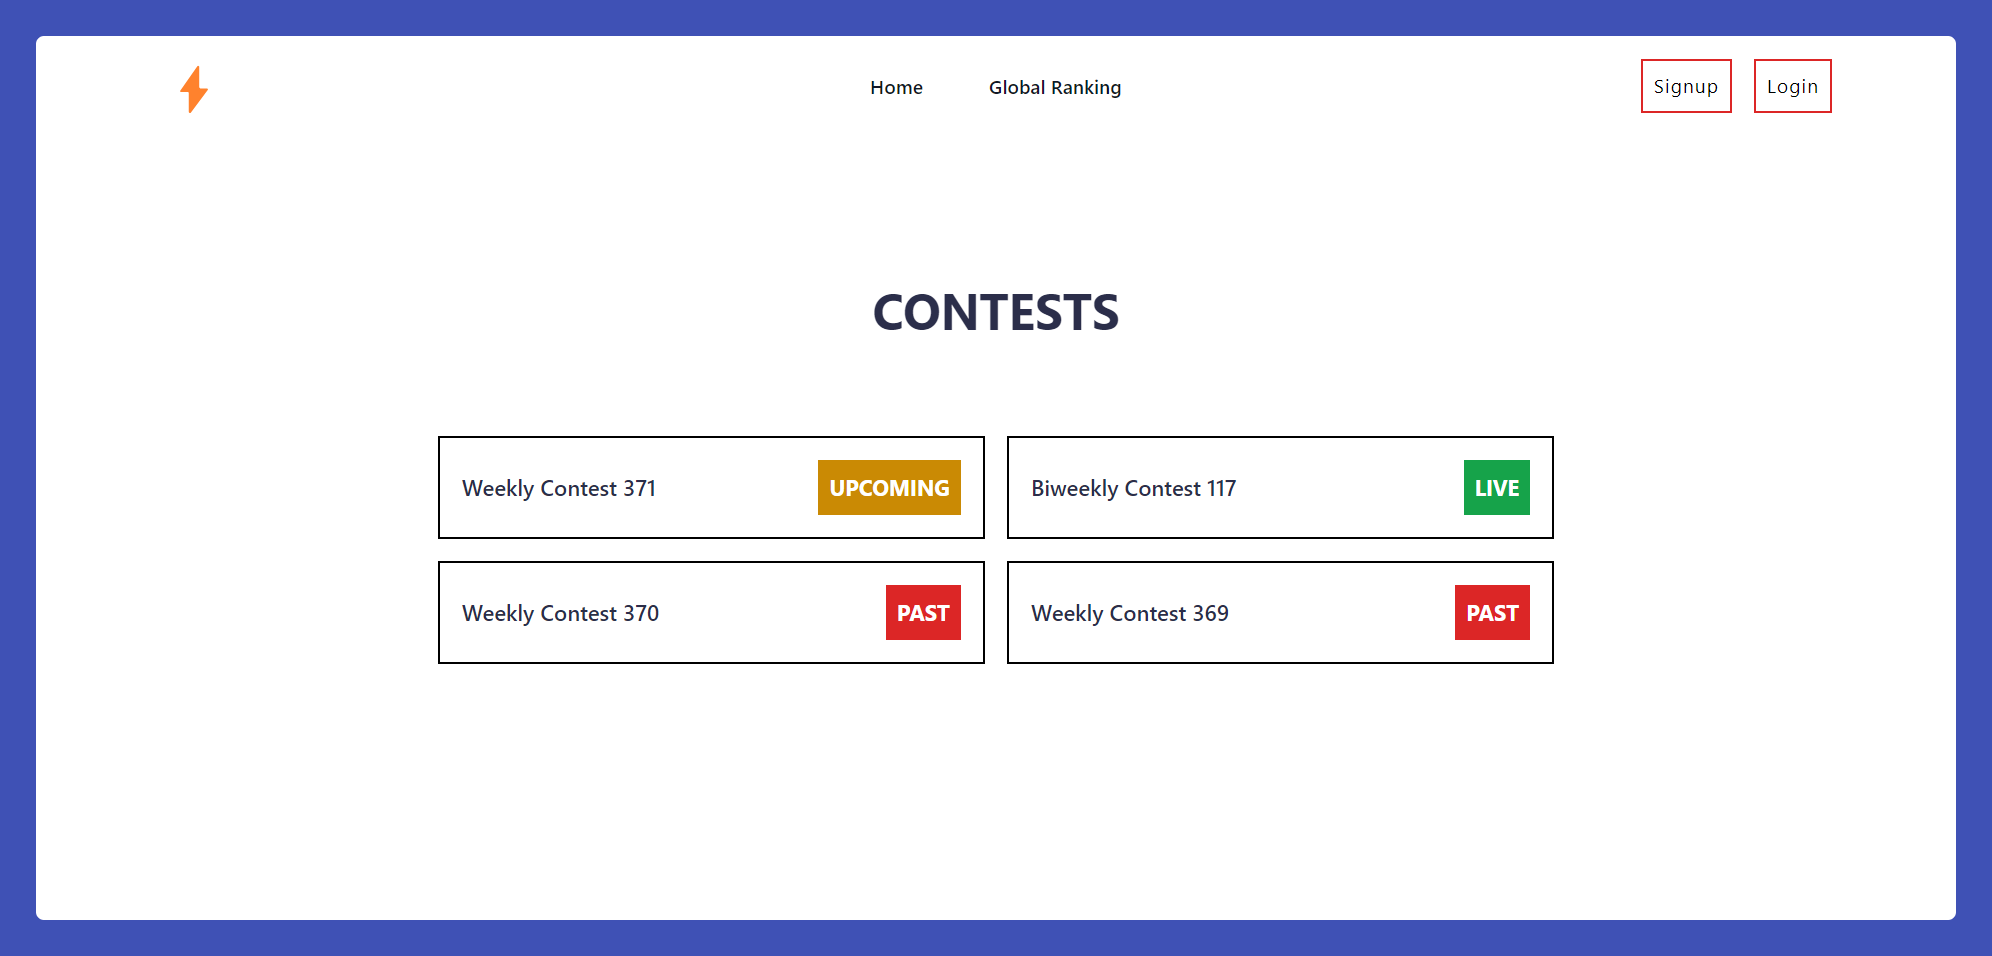 Home Global Ranking Signup Login
CONTESTS
Weekly Contest 371 UPCOMING
Biweekly Contest 117 LIVE
Weekly Contest 370 PAST
Weekly Contest 369 PAST